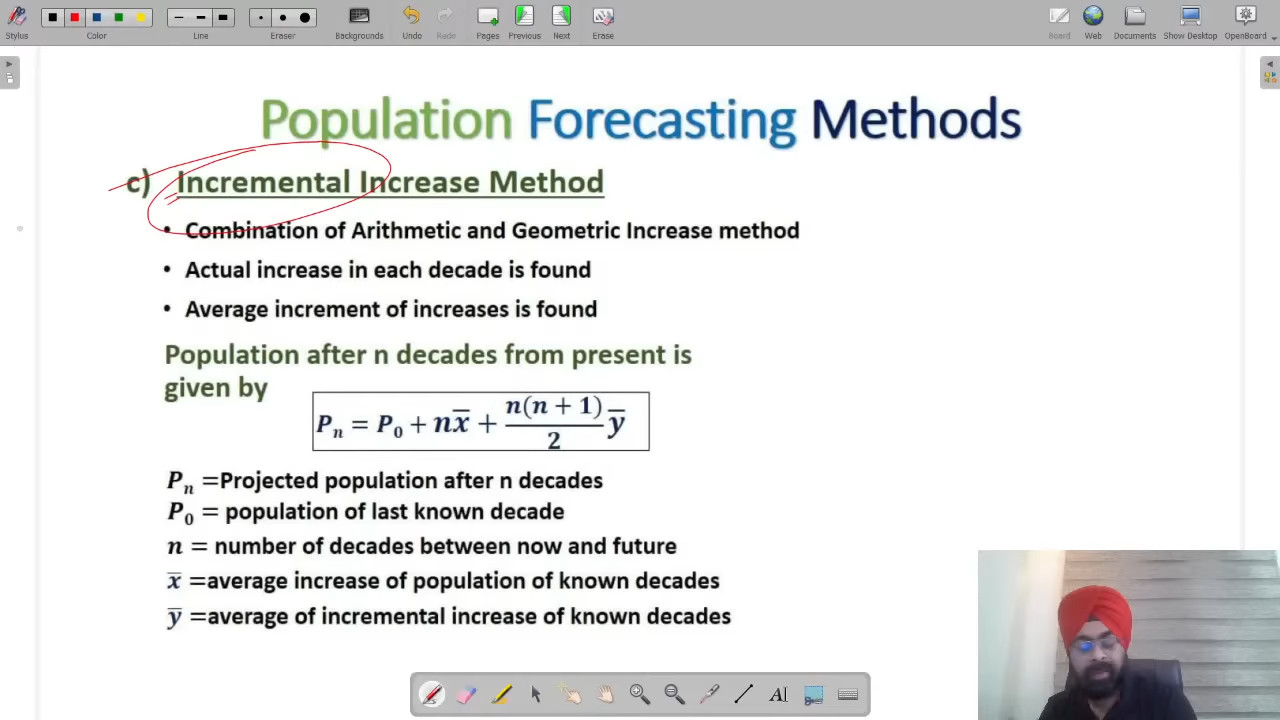 Stylus Color Line Eraser Backgrounds Undo Redo Pages Previous Next Erase Board Web Documents Show Desktop OpenBoard
Population Forecasting Methods
c) Incremental Increase Method
• Combination of Arithmetic and Geometric Increase method
• Actual increase in each decade is found
• Average increment of increases is found
Population after n decades from present is
given by
Pₙ = P₀ + nx̅ + n(n + 1)/2 y̅
Pₙ =Projected population after n decades
P₀ = population of last known decade
n = number of decades between now and future
x̅ =average increase of population of known decades
y̅ =average of incremental increase of known decades